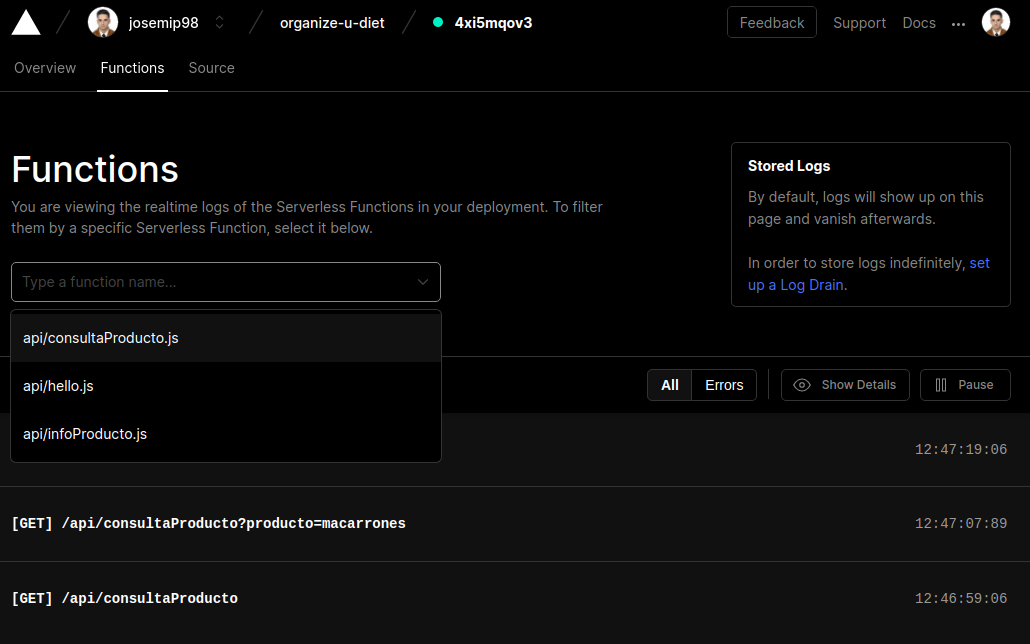 josemip98
organize-u-diet
4xi5mqov3
Feedback
Support
Docs
Overview
Functions
Source
Functions
You are viewing the realtime logs of the Serverless Functions in your deployment. To filter
them by a specific Serverless Function, select it below.
Stored Logs
By default, logs will show up on this
page and vanish afterwards.
In order to store logs indefinitely, set
up a Log Drain.
Type a function name...
api/consultaProducto.js
api/hello.js
api/infoProducto.js
All
Errors
Show Details
Pause
12:47:19:06
[GET] /api/consultaProducto?producto=macarrones
12:47:07:89
[GET] /api/consultaProducto
12:46:59:06